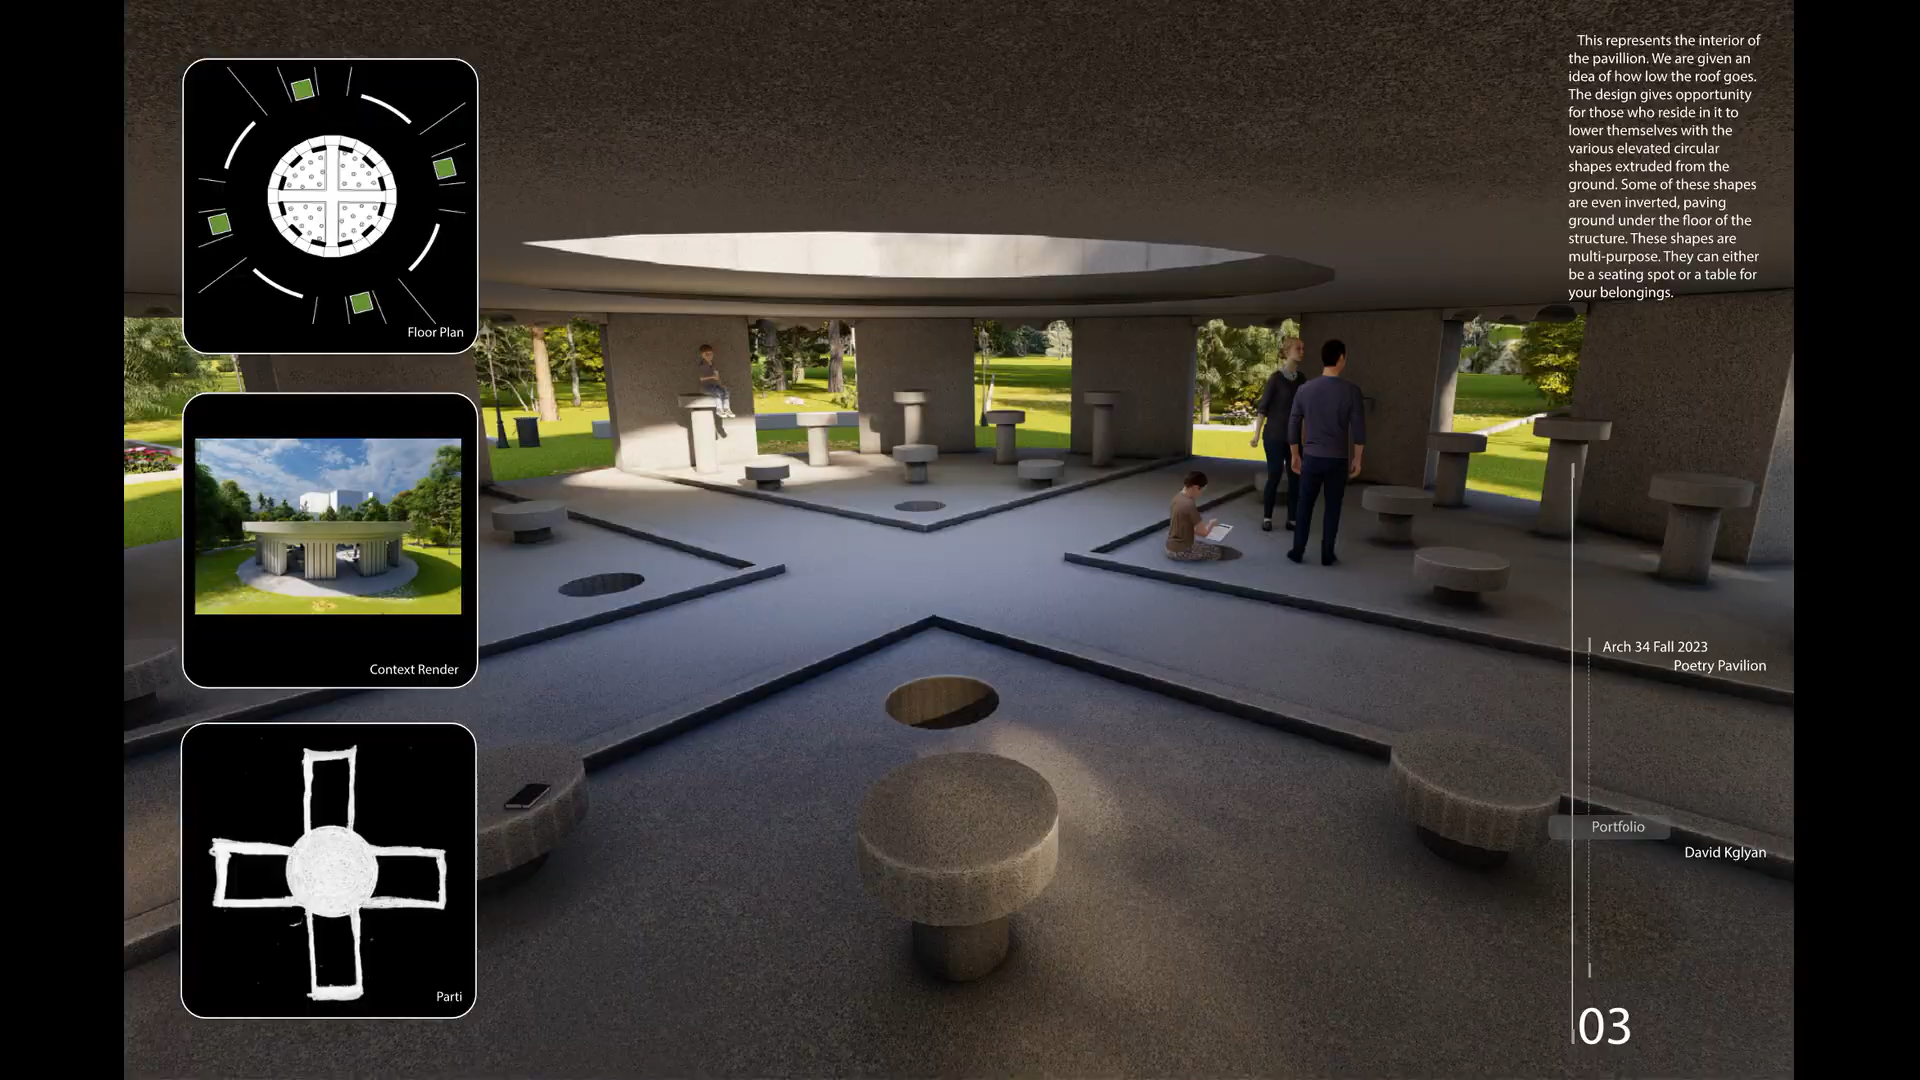 This represents the interior of
the pavillion. We are given an
idea of how low the roof goes.
The design gives opportunity
for those who reside in it to
lower themselves with the
various elevated circular
shapes extruded from the
ground. Some of these shapes
are even inverted, paving
ground under the floor of the
structure. These shapes are
multi-purpose. They can either
be a seating spot or a table for
your belongings.
Floor Plan
Context Render
Parti
Arch 34 Fall 2023
Poetry Pavilion
Portfolio
David Kglyan
03